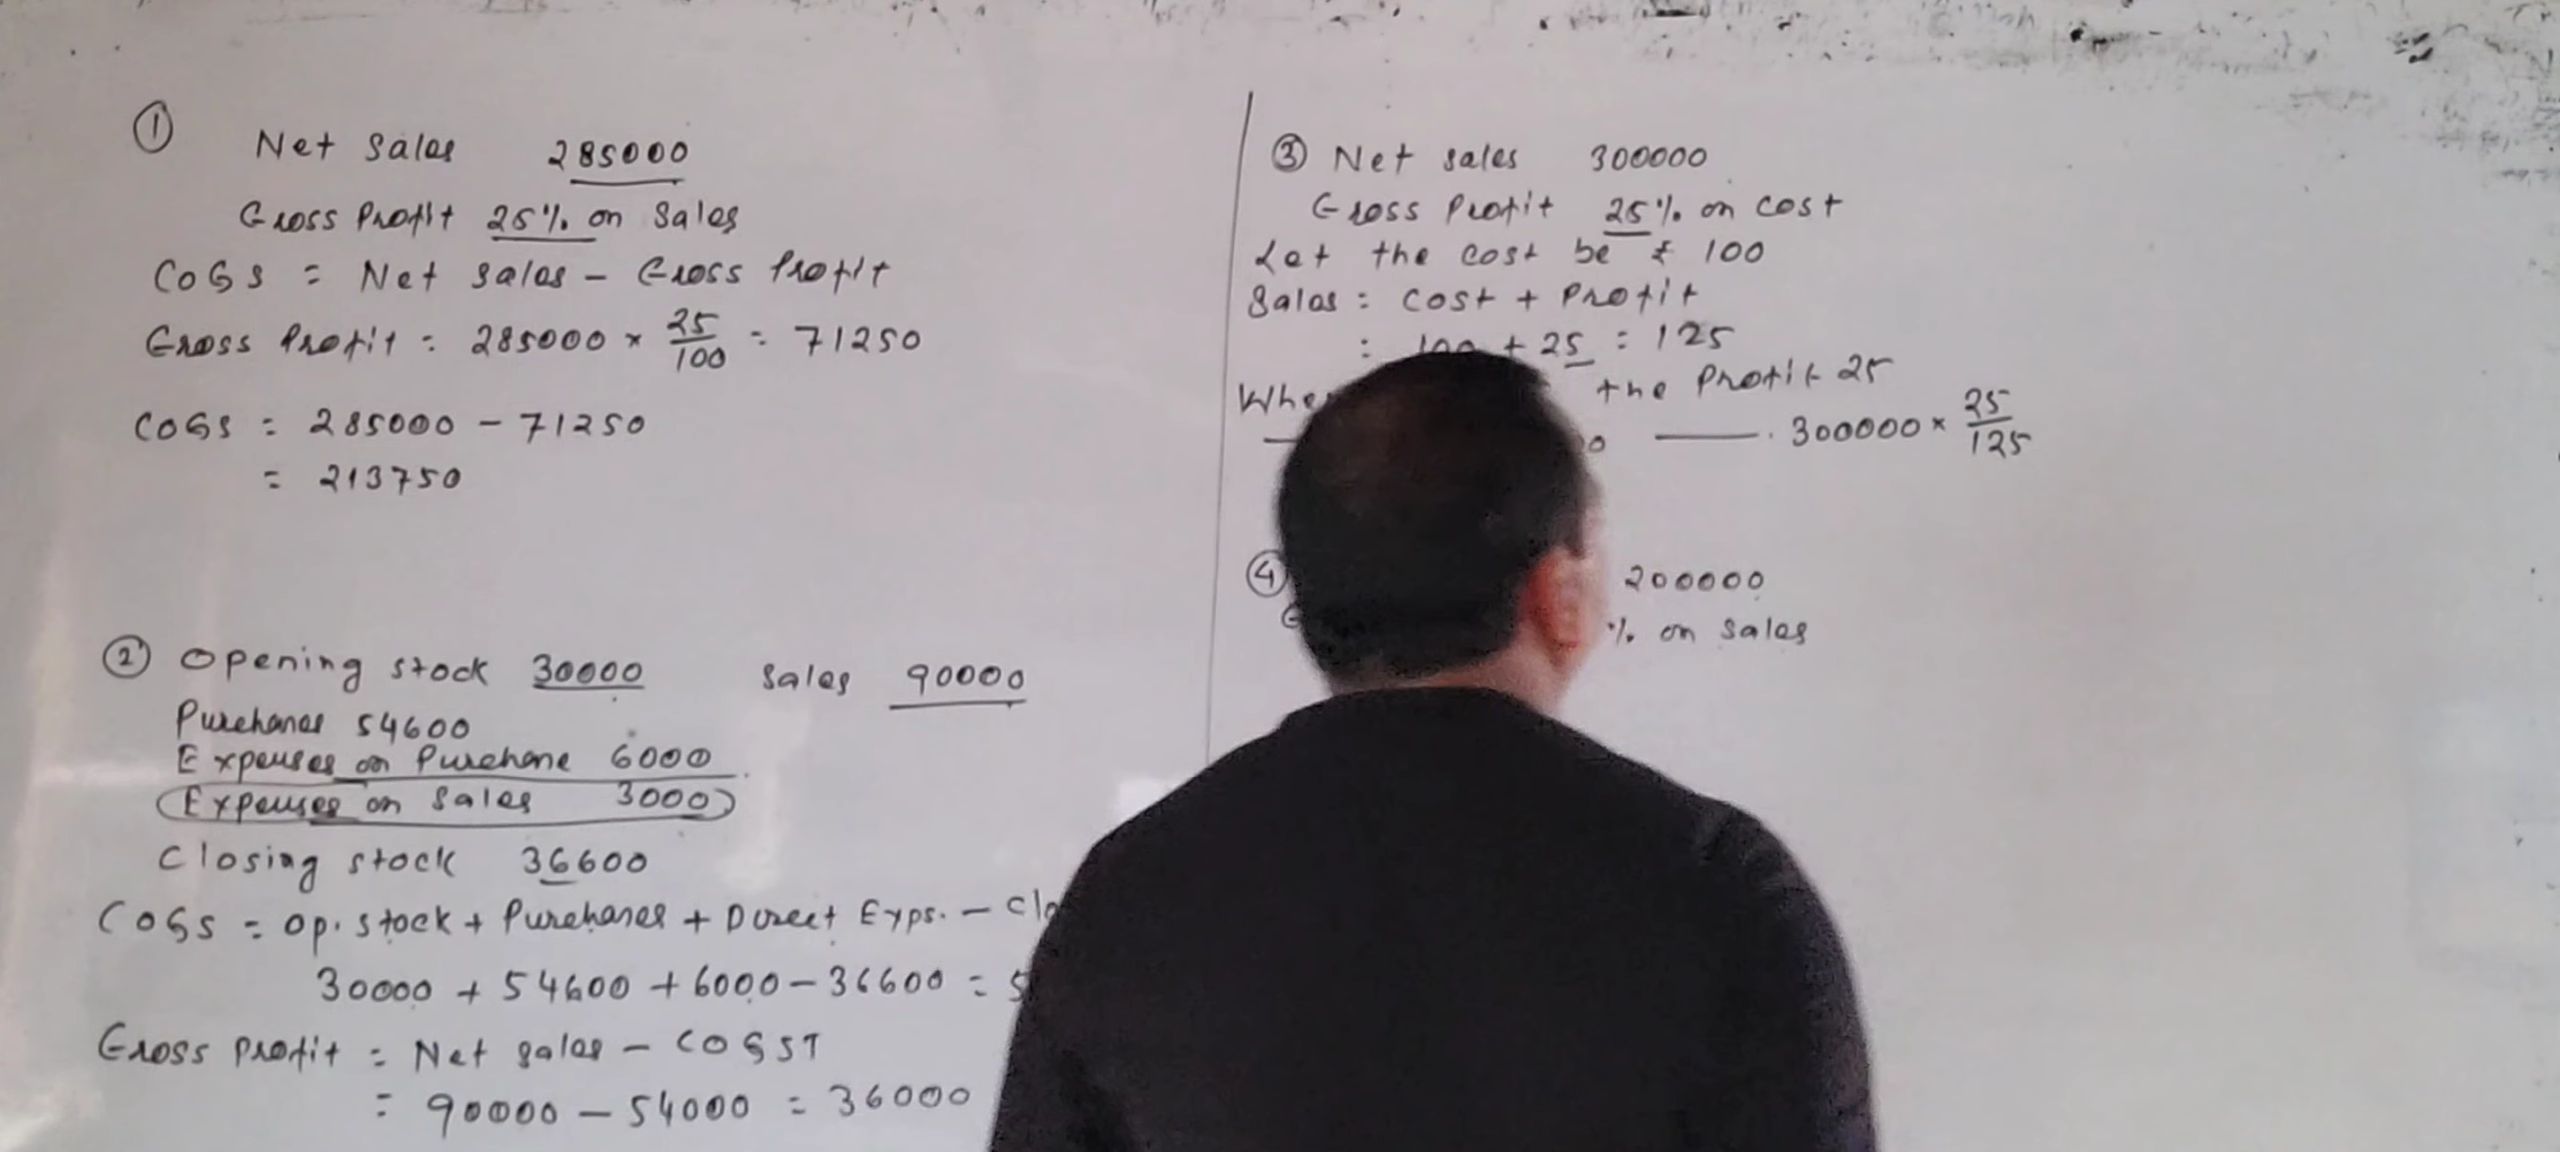 ①
Net Sales 285000
Gross Profit 25% on Sales
COGS = Net Sales - Gross Profit
Gross Profit = 285000 × 25/100 = 71250
COGS = 285000 - 71250
= 213750
② Opening stock 30000 Sales 90000
Purchases 54600
Expenses on Purchase 6000
Expenses on Sales 3000
Closing stock 36600
COGS = Op. stock + Purchases + Direct Exps. -
30000 + 54600 + 6000 - 36600 = 5
Gross Profit = Net Sales - COGST
= 90000 - 54000 = 36000
③ Net sales 300000
Gross Profit 25% on cost
Let the cost be ₹ 100
Sales = cost + Profit
= 100 + 25 = 125
the Profit 25
300000 × 25/125
④ 200000
% on Sales